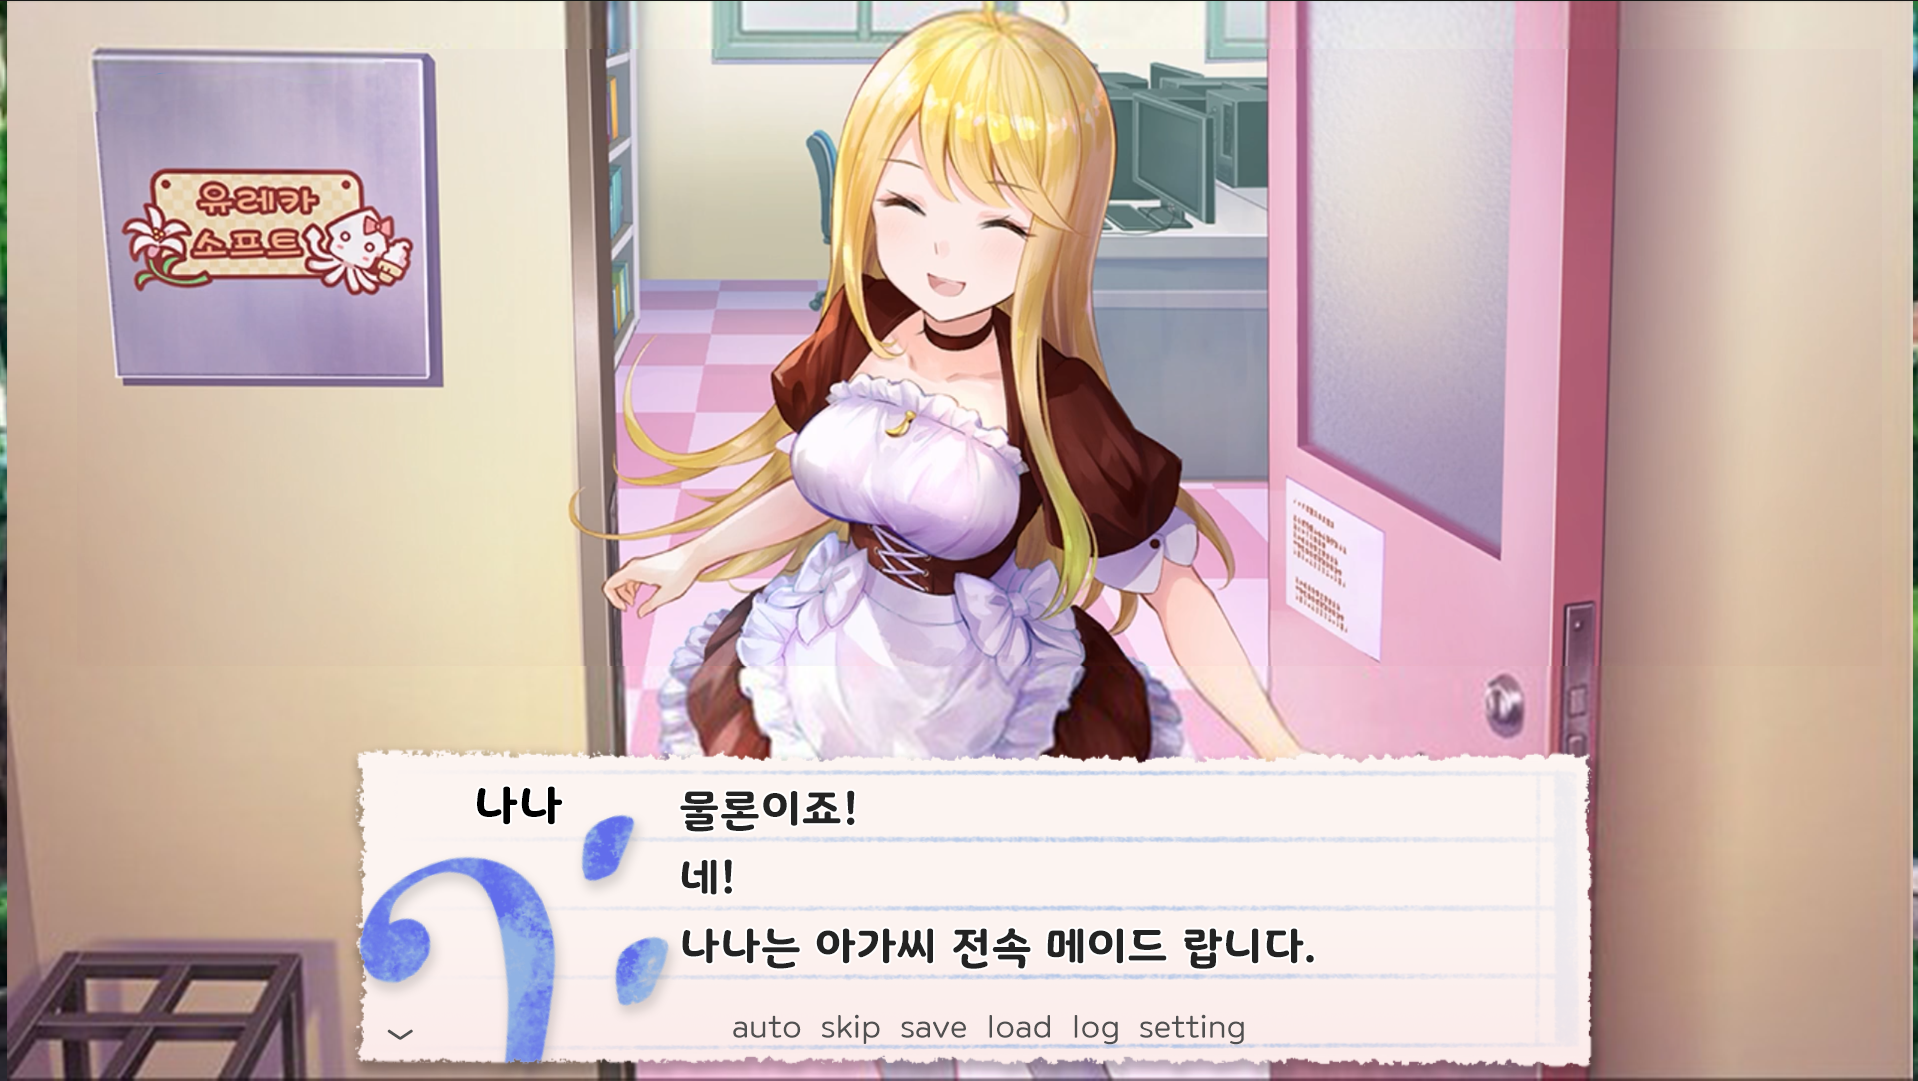 유레카
소프트
나나
물론이죠!
네!
나나는 아가씨 전속 메이드 랍니다.
auto skip save load log setting